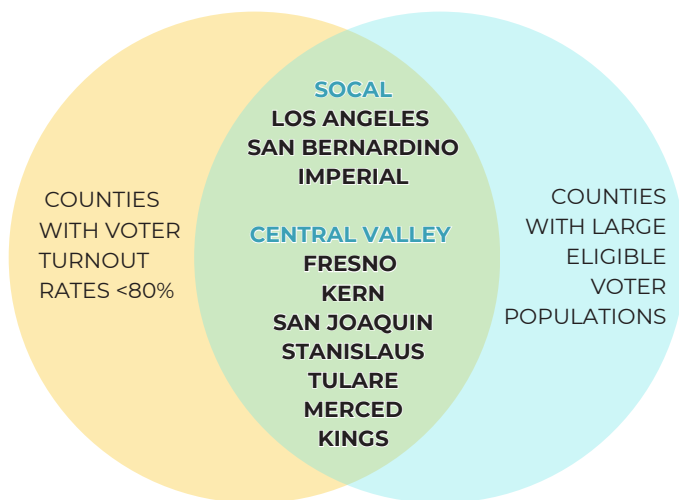 COUNTIES
WITH VOTER
TURNOUT
RATES <80%
SOCAL
LOS ANGELES
SAN BERNARDINO
IMPERIAL
CENTRAL VALLEY
FRESNO
KERN
SAN JOAQUIN
STANISLAUS
TULARE
MERCED
KINGS
COUNTIES
WITH LARGE
ELIGIBLE
VOTER
POPULATIONS